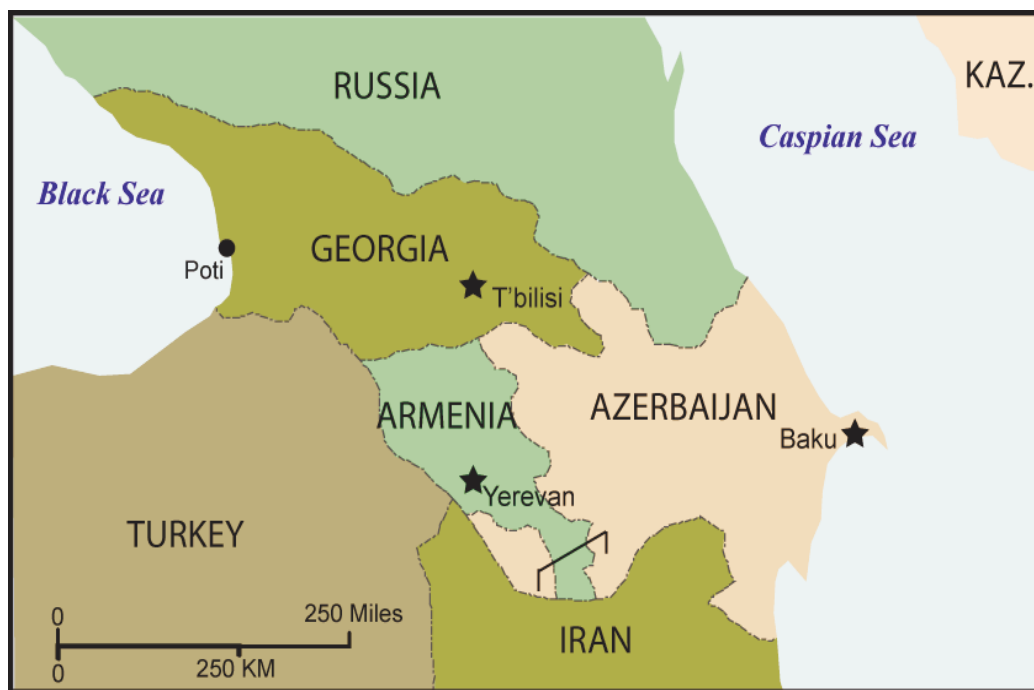 RUSSIA
KAZ.
Caspian Sea
Black Sea
GEORGIA
Poti
T'bilisi
ARMENIA
AZERBAIJAN
Baku
Yerevan
TURKEY
0
250 Miles
IRAN
250 KM
0